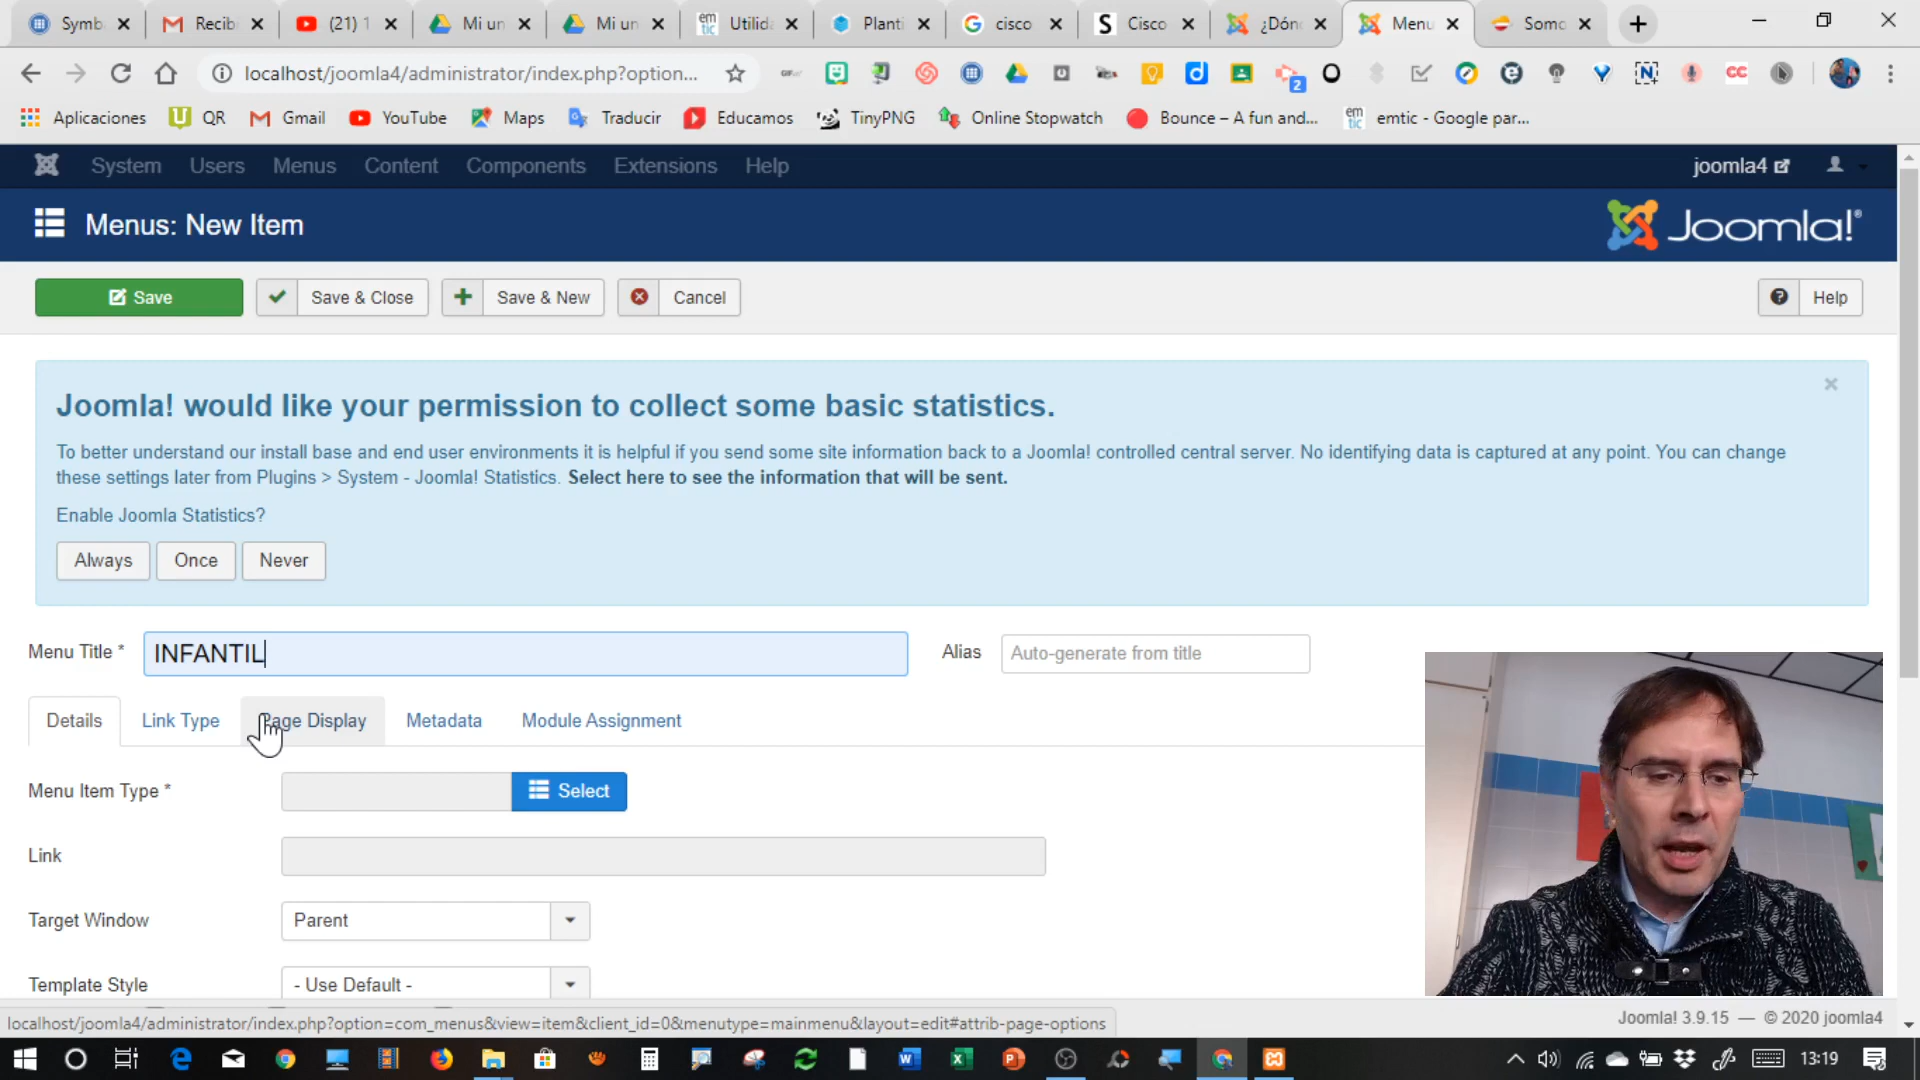 Symb
Recib
(21) 1
Mi un
Mi un
Utilida
Planti
cisco
Cisco
¿Dón
Menu
Somo
localhost/joomla4/administrator/index.php?option...
Aplicaciones
QR
Gmail
YouTube
Maps
Traducir
Educamos
TinyPNG
Online Stopwatch
Bounce – A fun and...
emtic - Google par...
System Users Menus Content Components Extensions Help
joomla4
Menus: New Item
Joomla!®
Save
Save & Close
Save & New
Cancel
Help
Joomla! would like your permission to collect some basic statistics.
To better understand our install base and end user environments it is helpful if you send some site information back to a Joomla! controlled central server. No identifying data is captured at any point. You can change
these settings later from Plugins > System - Joomla! Statistics. Select here to see the information that will be sent.
Enable Joomla Statistics?
Always
Once
Never
Menu Title *
INFANTIL
Alias
Auto-generate from title
Details
Link Type
Page Display
Metadata
Module Assignment
Menu Item Type *
Select
Link
Target Window
Parent
Template Style
- Use Default -
localhost/joomla4/administrator/index.php?option=com_menus&view=item&client_id=0&menutype=mainmenu&layout=edit#attrib-page-options
Joomla! 3.9.15 — © 2020 joomla4
13:19